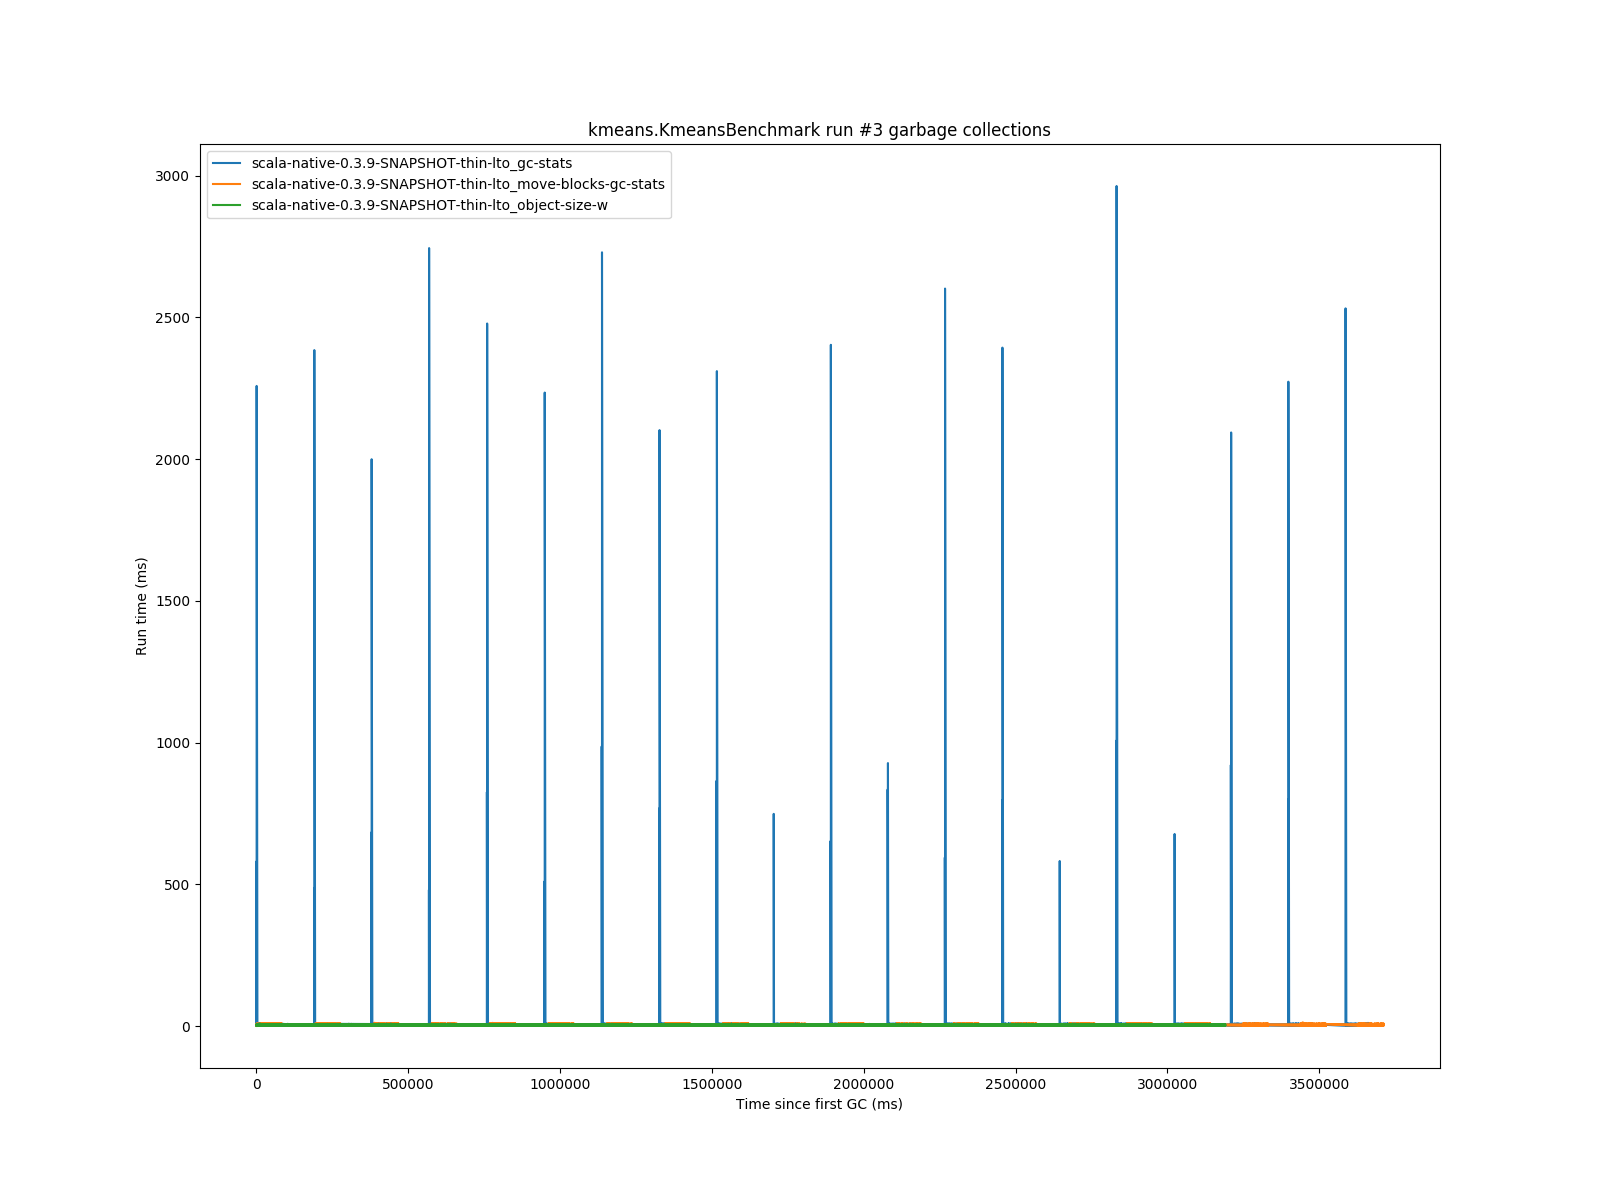 kmeans.KmeansBenchmark run #3 garbage collections
scala-native-0.3.9-SNAPSHOT-thin-lto_gc-stats
scala-native-0.3.9-SNAPSHOT-thin-lto_move-blocks-gc-stats
scala-native-0.3.9-SNAPSHOT-thin-lto_object-size-w
3000
2500
2000
1500
1000
500
0
Run time (ms)
0 500000 1000000 1500000 2000000 2500000 3000000 3500000
Time since first GC (ms)